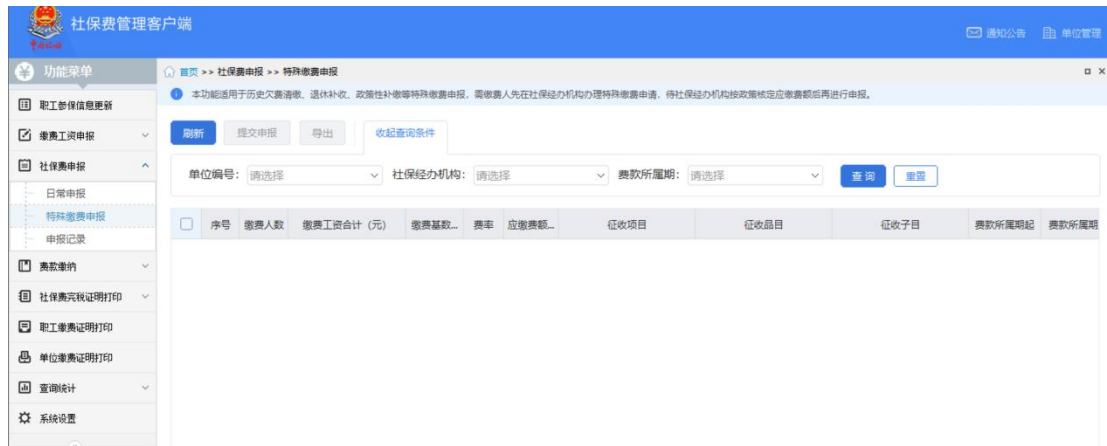 社保费管理客户端
通知公告 单位管理
功能菜单
首页 >> 社保费申报 >> 特殊缴费申报
本功能适用于历史欠费清缴、退休补收、政策性补缴等特殊缴费申报，需缴费人先在社保经办机构办理特殊缴费申请，待社保经办机构按政策核定应缴费额后再进行申报。
职工参保信息更新
缴费工资申报
社保费申报
日常申报
特殊缴费申报
申报记录
费款缴纳
社保费完税证明打印
职工缴费证明打印
单位缴费证明打印
查询统计
系统设置
刷新 提交申报 导出 收起查询条件
单位编号： 请选择 社保经办机构： 请选择 费款所属期： 请选择 查询 重置
序号 缴费人数 缴费工资合计（元） 缴费基数... 费率 应缴费额... 征收项目 征收品目 征收子目 费款所属期起 费款所属期